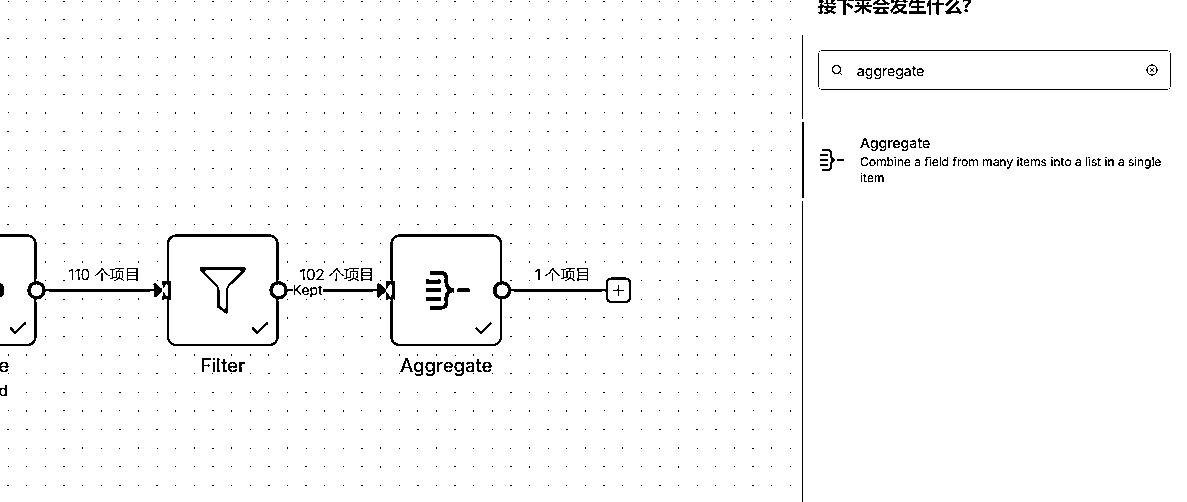 接下来会发生什么？
aggregate
Aggregate
Combine a field from many items into a list in a single
item
110 个项目
102 个项目
1 个项目
Kept
e
Filter
Aggregate
d